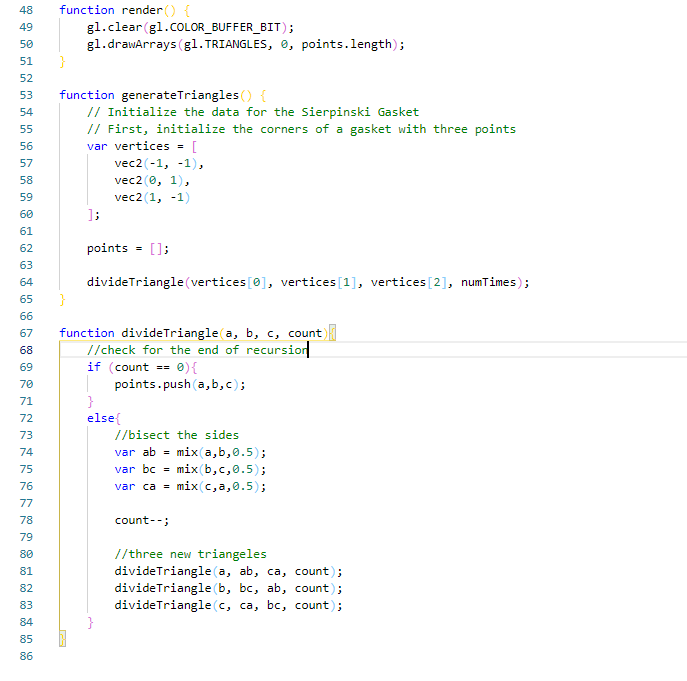 48 function render() {
49 gl.clear(gl.COLOR_BUFFER_BIT);
50 gl.drawArrays(gl.TRIANGLES, 0, points.length);
51 }
52
53 function generateTriangles() {
54 // Initialize the data for the Sierpinski Gasket
55 // First, initialize the corners of a gasket with three points
56 var vertices = [
57 vec2(-1, -1),
58 vec2(0, 1),
59 vec2(1, -1)
60 ];
61
62 points = [];
63
64 divideTriangle(vertices[0], vertices[1], vertices[2], numTimes);
65 }
66
67 function divideTriangle(a, b, c, count){
68 //check for the end of recursion
69 if (count == 0){
70 points.push(a,b,c);
71 }
72 else{
73 //bisect the sides
74 var ab = mix(a,b,0.5);
75 var bc = mix(b,c,0.5);
76 var ca = mix(c,a,0.5);
77
78 count--;
79
80 //three new triangeles
81 divideTriangle(a, ab, ca, count);
82 divideTriangle(b, bc, ab, count);
83 divideTriangle(c, ca, bc, count);
84 }
85 }
86